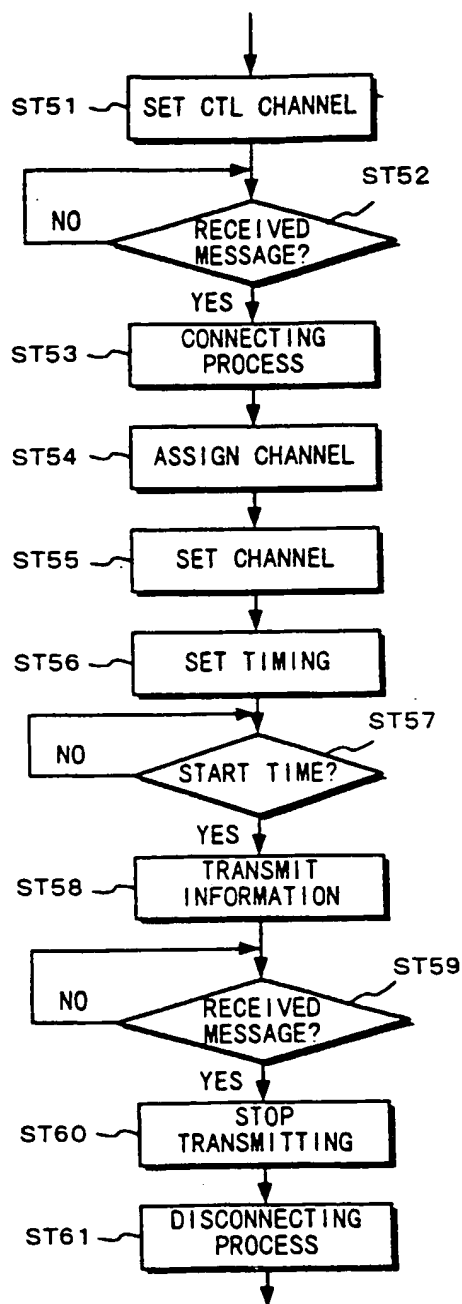 ST51
SET CTL CHANNEL
ST52
NO
RECEIVED
MESSAGE?
YES
ST53
CONNECTING
PROCESS
ST54
ASSIGN CHANNEL
ST55
SET CHANNEL
ST56
SET TIMING
ST57
NO
START TIME?
YES
ST58
TRANSMIT
INFORMATION
ST59
NO
RECEIVED
MESSAGE?
YES
ST60
STOP
TRANSMITTING
ST61
DISCONNECTING
PROCESS